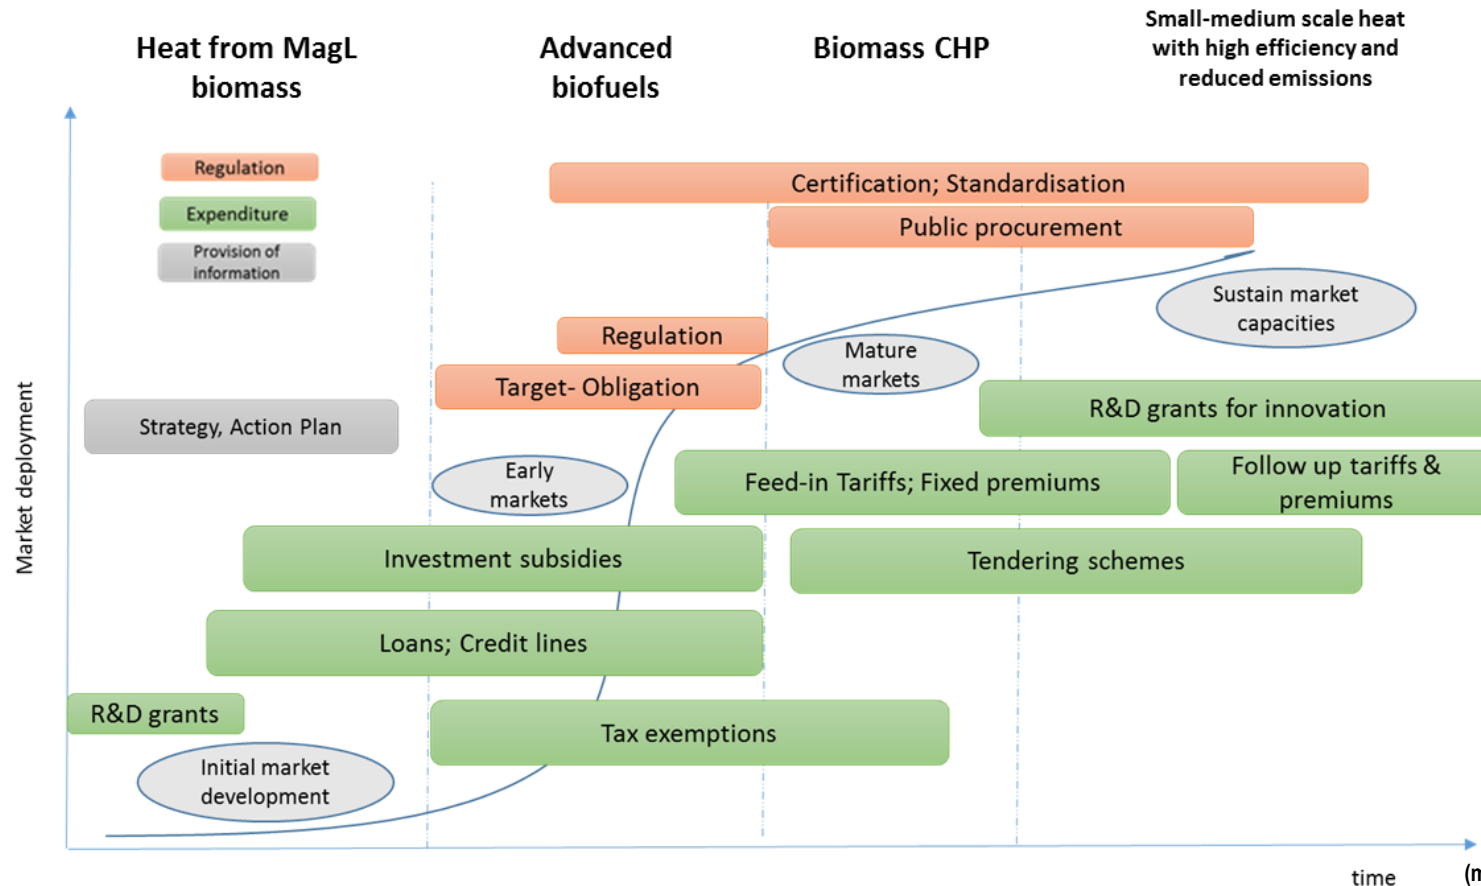 Heat from MagL
biomass
Advanced
biofuels
Biomass CHP
Small-medium scale heat
with high efficiency and
reduced emissions
Regulation
Expenditure
Provision of
information
Certification; Standardisation
Public procurement
Sustain market
capacities
Regulation
Mature
markets
Target- Obligation
R&D grants for innovation
Strategy, Action Plan
Early
markets
Feed-in Tariffs; Fixed premiums
Follow up tariffs &
premiums
Investment subsidies
Tendering schemes
Loans; Credit lines
R&D grants
Tax exemptions
Initial market
development
Market deployment
time